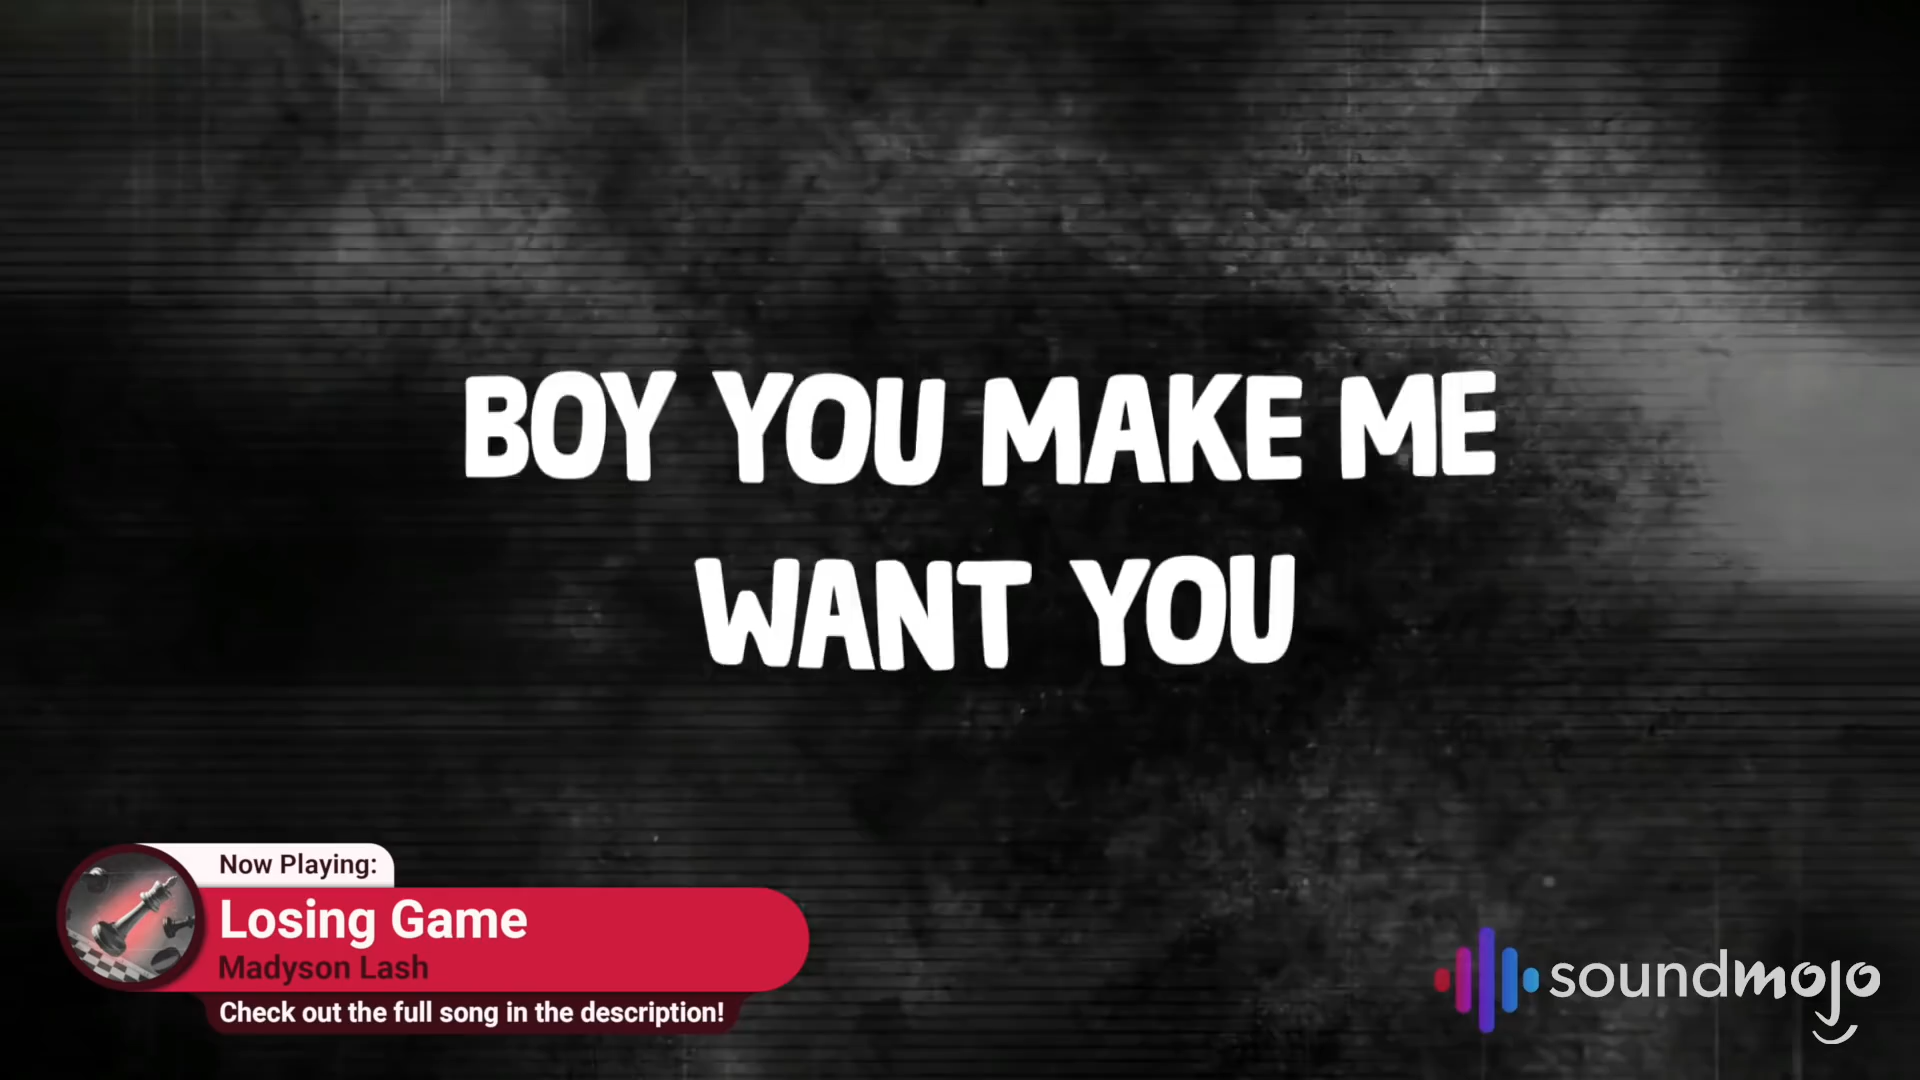 BOY YOU MAKE ME
WANT YOU
Now Playing:
Losing Game
Madyson Lash
Check out the full song in the description!
soundmojo